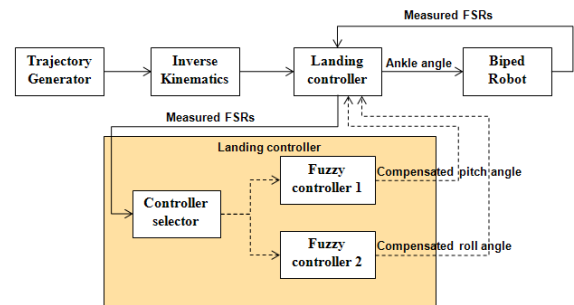 Measured FSRs
Trajectory
Generator
Inverse
Kinematics
Landing
controller
Ankle angle
Biped
Robot
Measured FSRs
Landing controller
Controller
selector
Fuzzy
controller 1
Compensated pitch angle
Fuzzy
controller 2
Compensated roll angle